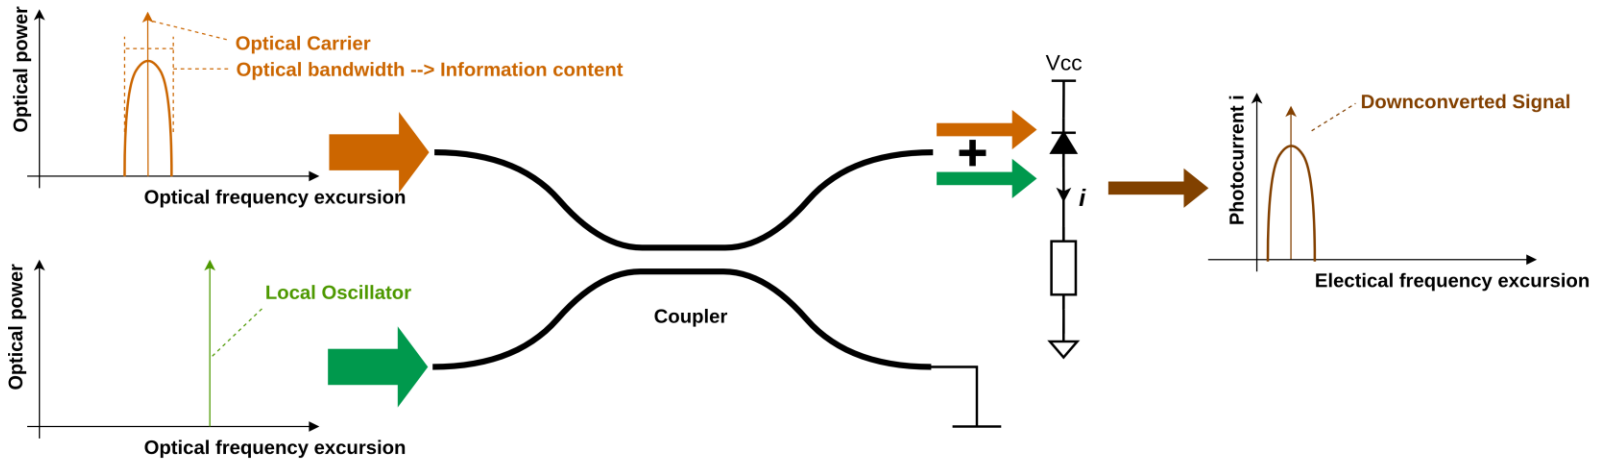 Optical power
Optical Carrier
Optical bandwidth --> Information content
Optical frequency excursion
Optical power
Local Oscillator
Optical frequency excursion
Coupler
+
Vcc
i
Photocurrent i
Downconverted Signal
Electical frequency excursion